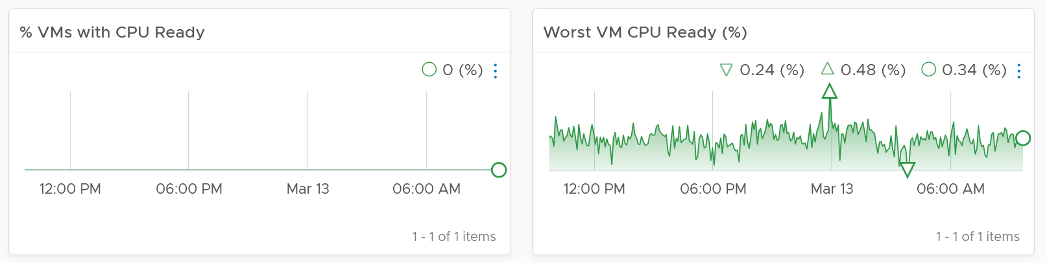 % VMs with CPU Ready
0 (%)
12:00 PM 06:00 PM Mar 13 06:00 AM
1 - 1 of 1 items
Worst VM CPU Ready (%)
0.24 (%) 0.48 (%) 0.34 (%)
12:00 PM 06:00 PM Mar 13 06:00 AM
1 - 1 of 1 items